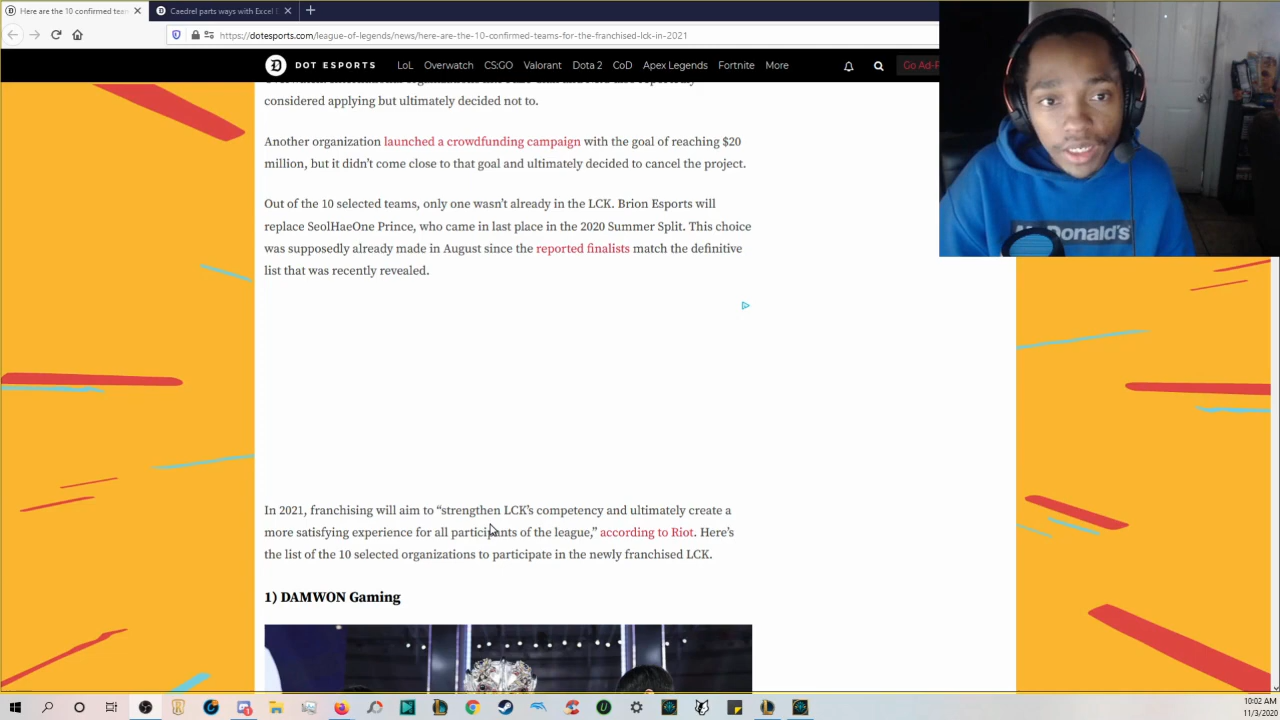 Here are the 10 confirmed tea
Caedrel parts ways with Excel
https://dotesports.com/league-of-legends/news/here-are-the-10-confirmed-teams-for-the-franchised-lck-in-2021
DOT ESPORTS
LoL Overwatch CS:GO Valorant Dota 2 CoD Apex Legends Fortnite More
Go Ad-F
considered applying but ultimately decided not to.
Another organization launched a crowdfunding campaign with the goal of reaching $20
million, but it didn’t come close to that goal and ultimately decided to cancel the project.
Out of the 10 selected teams, only one wasn’t already in the LCK. Brion Esports will
replace SeolHaeOne Prince, who came in last place in the 2020 Summer Split. This choice
was supposedly already made in August since the reported finalists match the definitive
list that was recently revealed.
In 2021, franchising will aim to “strengthen LCK’s competency and ultimately create a
more satisfying experience for all participants of the league,” according to Riot. Here’s
the list of the 10 selected organizations to participate in the newly franchised LCK.
1) DAMWON Gaming
McDonald's
10:02 AM
11/3/2020